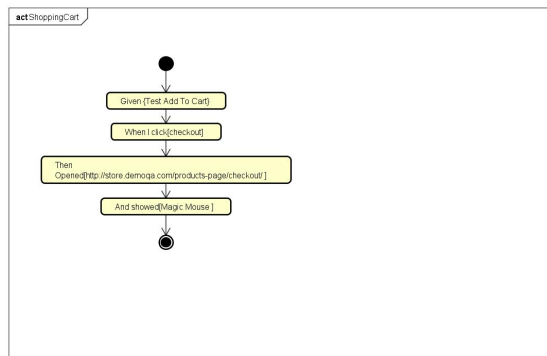 act ShoppingCart
Given {Test Add To Cart}
When I click[checkout]
Then
Opened[http://store.demoqa.com/products-page/checkout/ ]
And showed[Magic Mouse ]